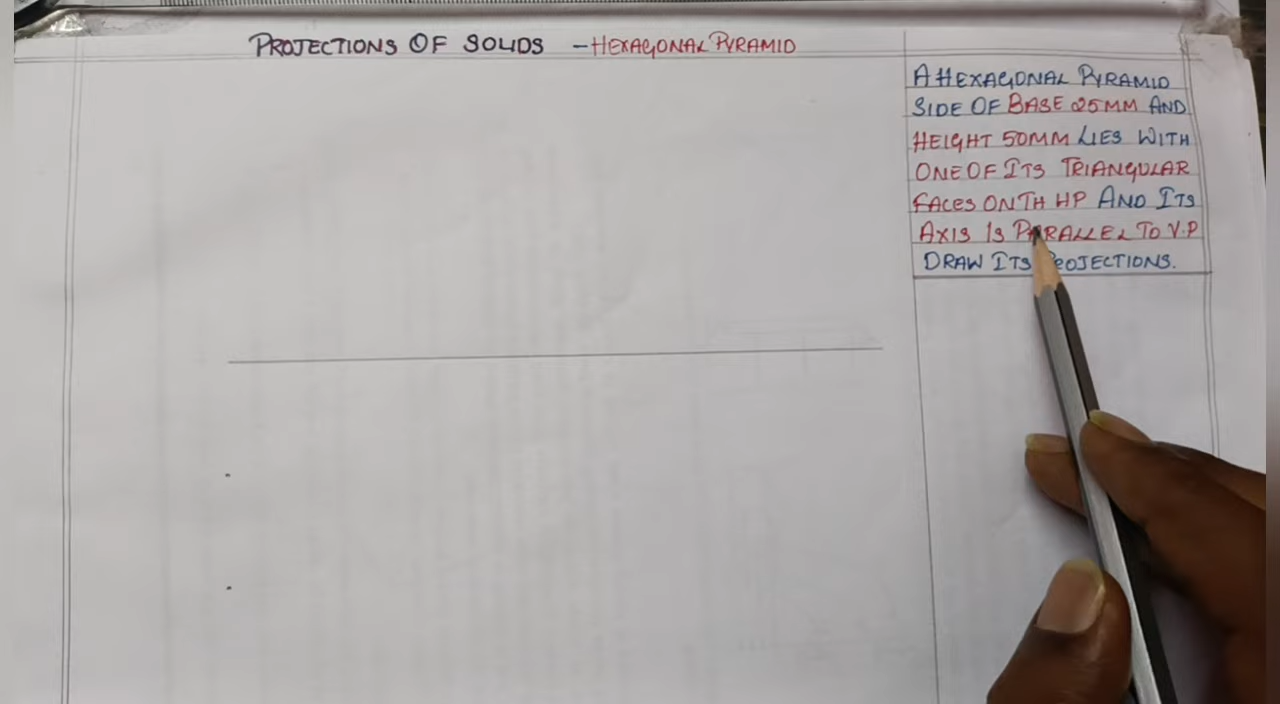 PROJECTIONS OF SOLIDS - HEXAGONAL PYRAMID
A HEXAGONAL PYRAMID
SIDE OF BASE 25MM AND
HEIGHT 50MM LIES WITH
ONE OF ITS TRIANGULAR
FACES ON TH HP AND ITS
AXIS IS PARALLEL TO V.P
DRAW ITS PROJECTIONS.